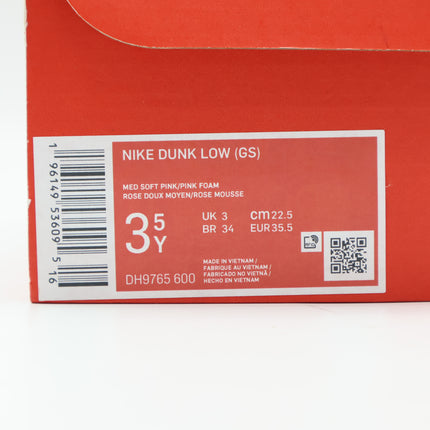 NIKE DUNK LOW (GS)
MED SOFT PINK/PINK FOAM
ROSE DOUX MOYEN/ROSE MOUSSE
3 5 Y
UK 3 cm 22.5
BR 34 EUR 35.5
MADE IN VIETNAM /
FABRIQUE AU VIETNAM /
FABRICADO NO VIETNÃ /
HECHO EN VIETNAM
DH9765 600
1 96149 53609 5 16